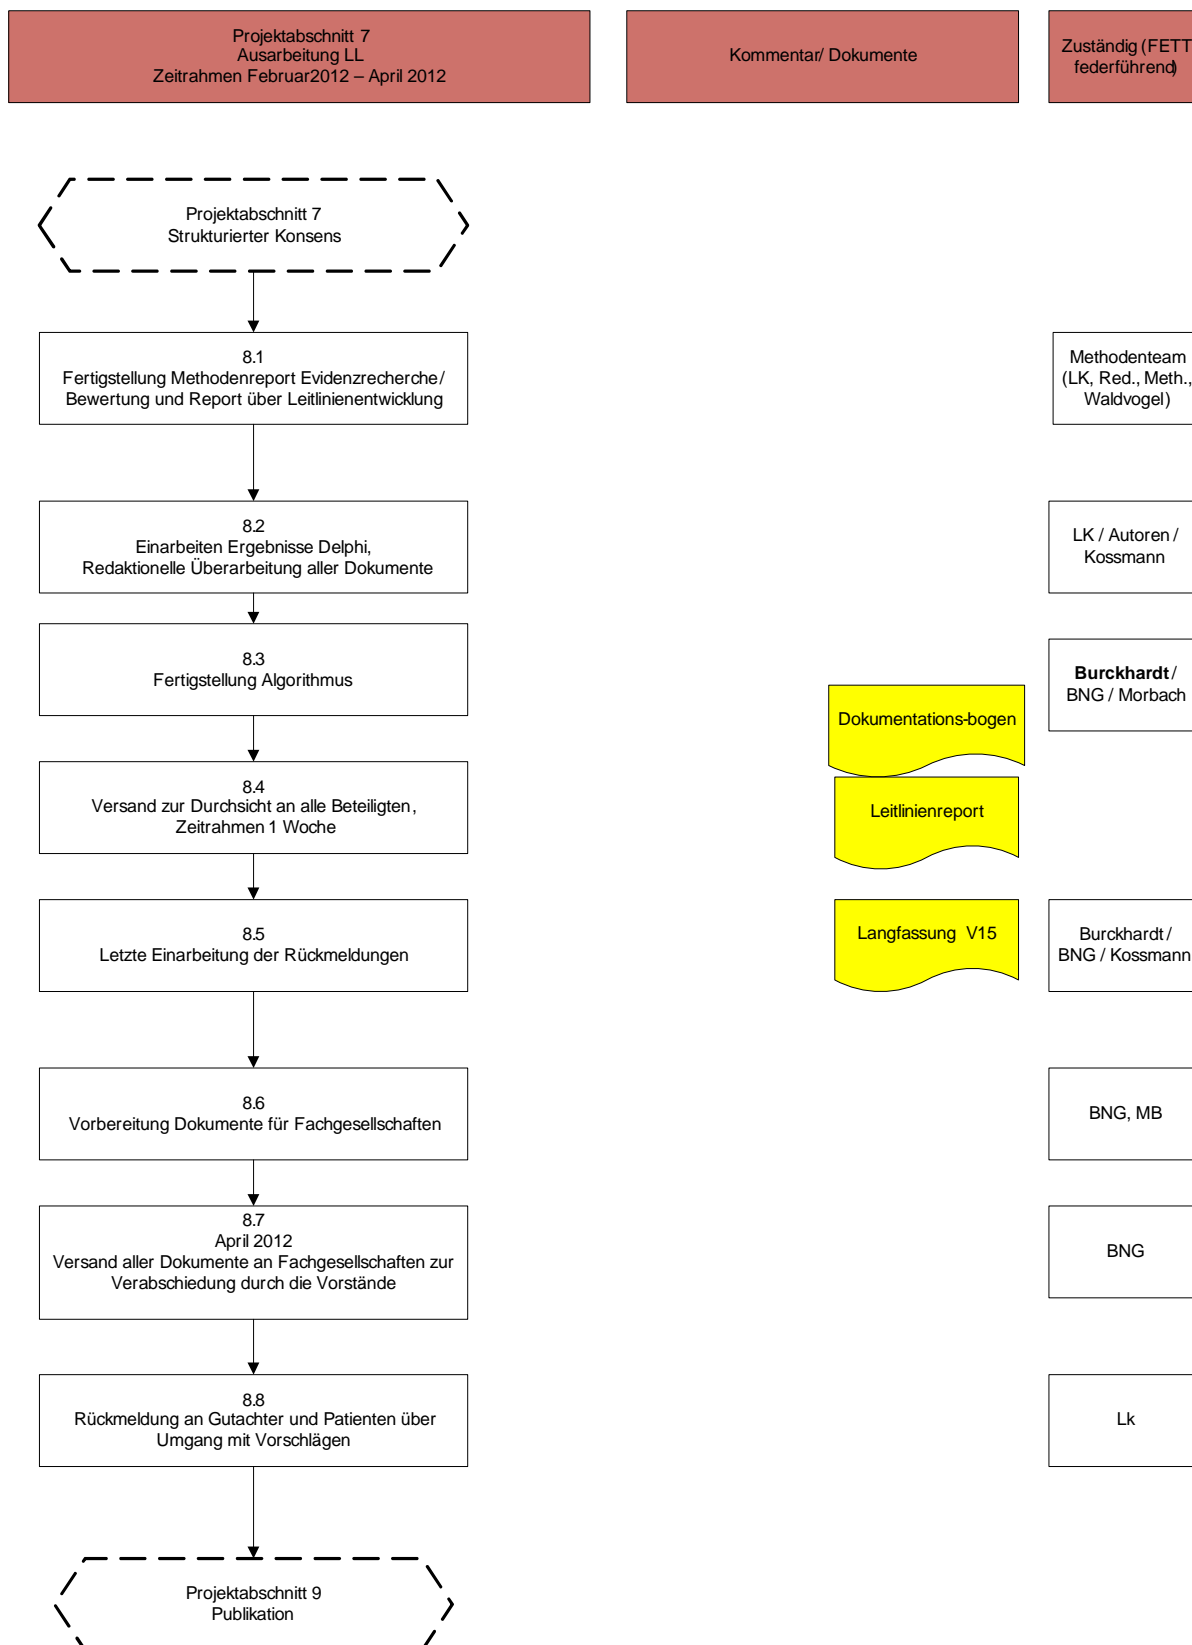 Projektabschnitt 7
Ausarbeitung LL
Zeitrahmen Februar2012 – April 2012
Kommentar/ Dokumente
Zuständig (FETT
federführend)
Projektabschnitt 7
Strukturierter Konsens
8.1
Fertigstellung Methodenreport Evidenzrecherche/
Bewertung und Report über Leitlinienentwicklung
Methodenteam
(LK, Red., Meth.,
Waldvogel)
8.2
Einarbeiten Ergebnisse Delphi,
Redaktionelle Überarbeitung aller Dokumente
LK / Autoren /
Kossmann
8.3
Fertigstellung Algorithmus
Burckhardt /
BNG / Morbach
Dokumentations-bogen
8.4
Versand zur Durchsicht an alle Beteiligten,
Zeitrahmen 1 Woche
Leitlinienreport
8.5
Letzte Einarbeitung der Rückmeldungen
Langfassung V15
Burckhardt /
BNG / Kossmann
8.6
Vorbereitung Dokumente für Fachgesellschaften
BNG, MB
8.7
April 2012
Versand aller Dokumente an Fachgesellschaften zur
Verabschiedung durch die Vorstände
BNG
8.8
Rückmeldung an Gutachter und Patienten über
Umgang mit Vorschlägen
Lk
Projektabschnitt 9
Publikation